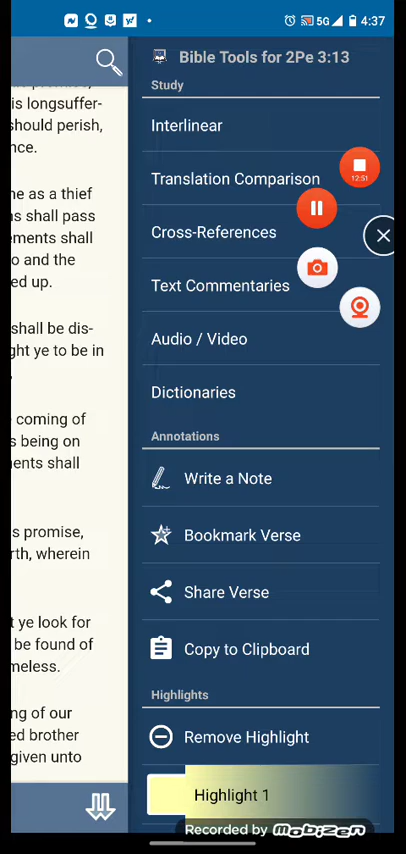 5G 4:37
Bible Tools for 2Pe 3:13
Study
Interlinear
Translation Comparison
12:51
Cross-References
Text Commentaries
Audio / Video
Dictionaries
Annotations
Write a Note
Bookmark Verse
Share Verse
Copy to Clipboard
Highlights
Remove Highlight
Highlight 1
Recorded by Mobizen
is longsuffer-
should perish,
nce.
ne as a thief
ns shall pass
ements shall
o and the
ed up.
shall be dis-
ght ye to be in
e coming of
s being on
ents shall
s promise,
rth, wherein
t ye look for
be found of
meless.
ng of our
ed brother
given unto